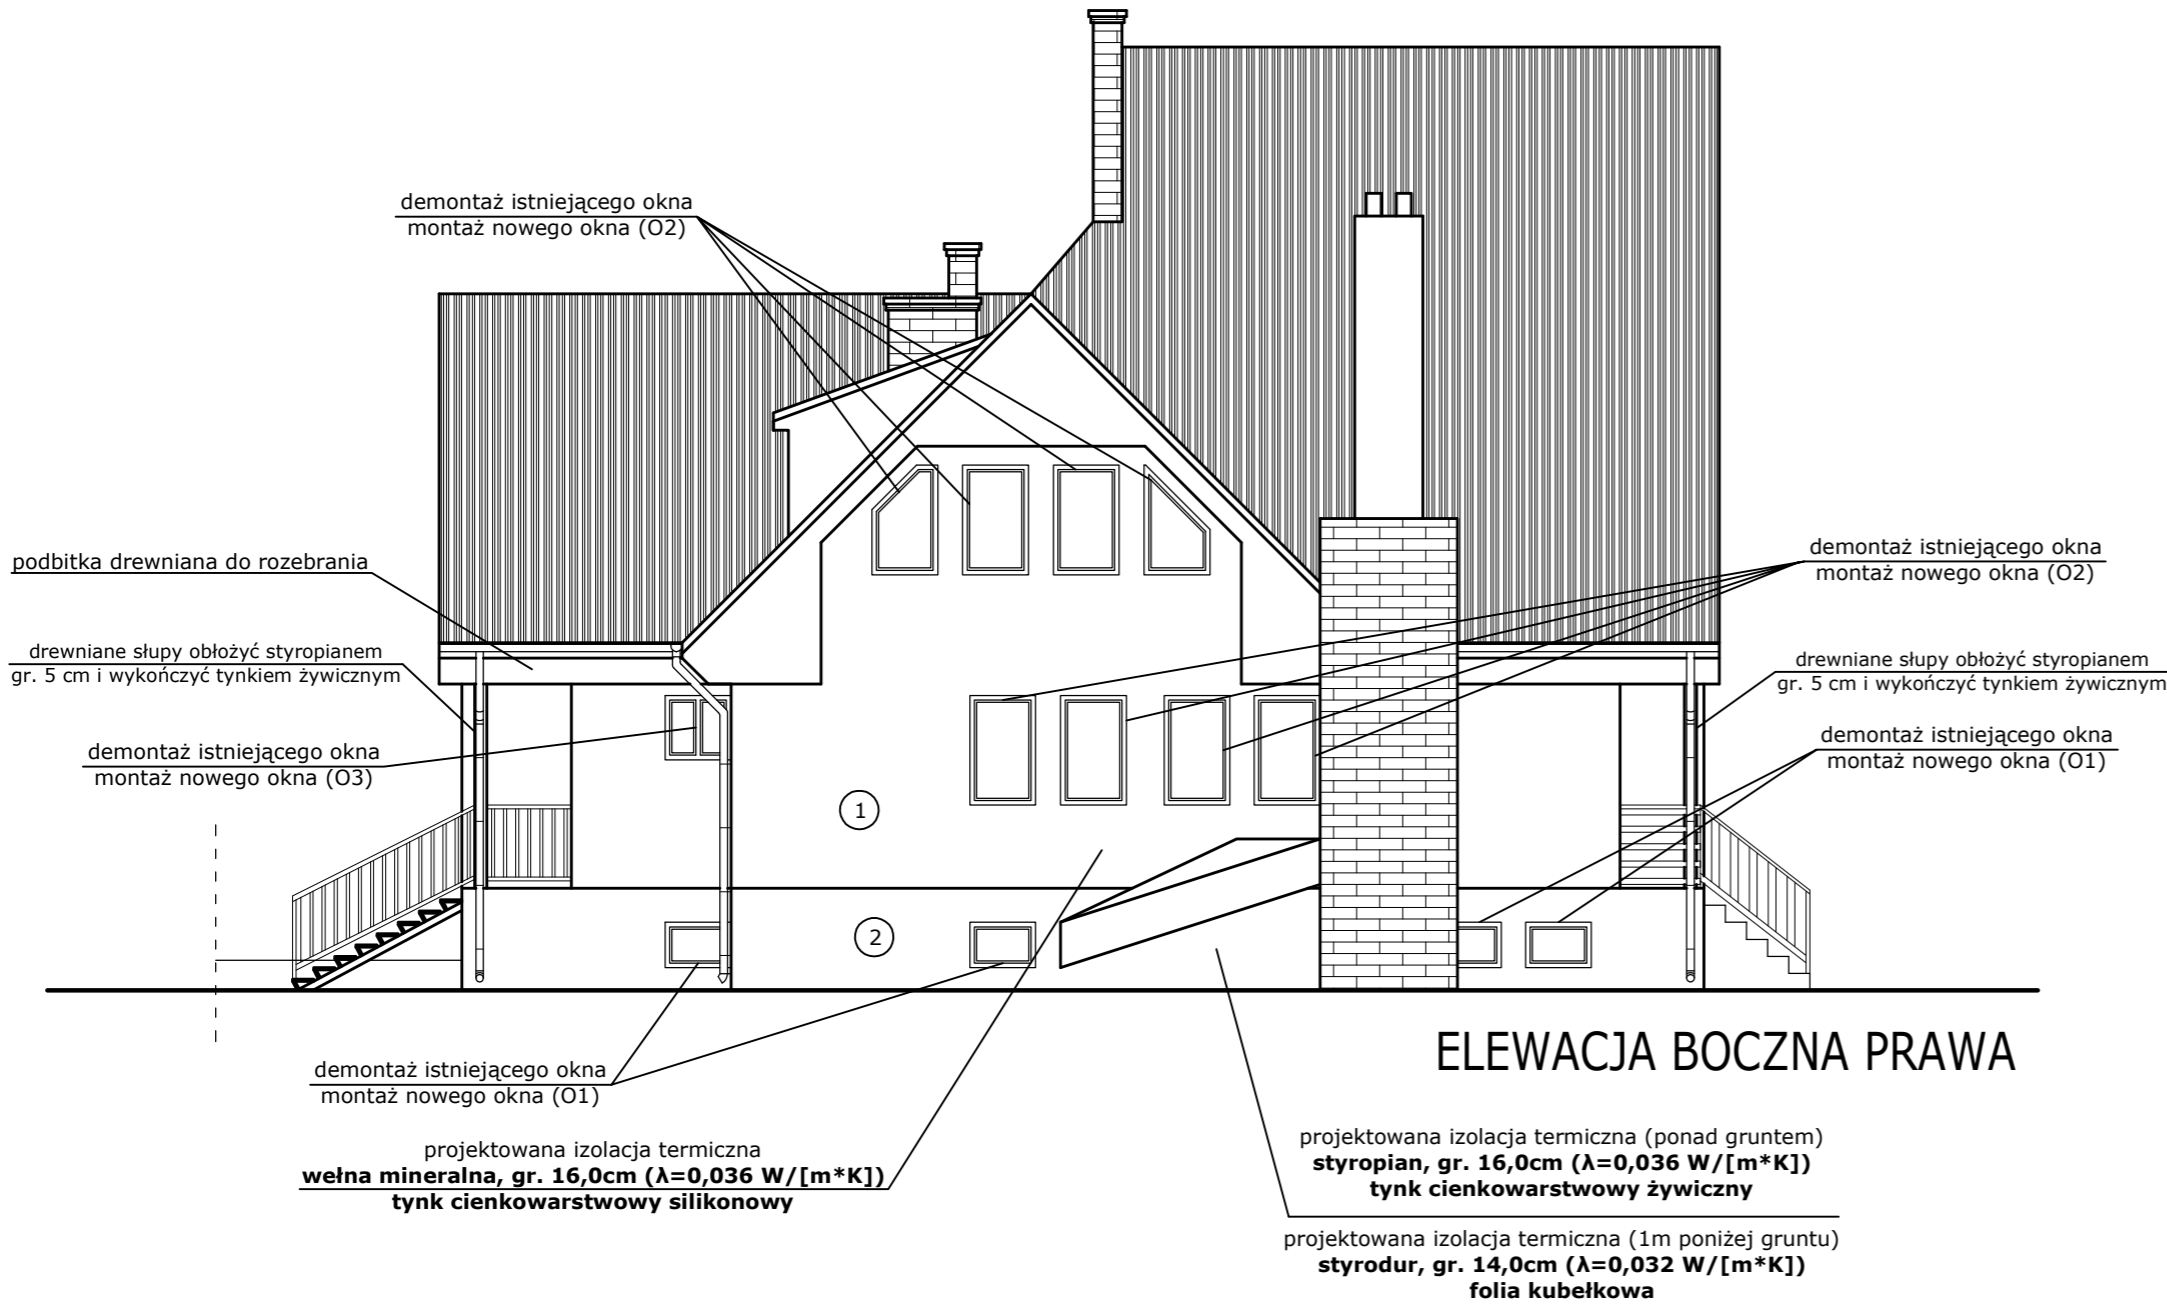 demontaż istniejącego okna
montaż nowego okna (O2)
podbitka drewniana do rozebrania
demontaż istniejącego okna
montaż nowego okna (O2)
drewniane słupy obłożyć styropianem
gr. 5 cm i wykończyć tynkiem żywicznym
drewniane słupy obłożyć styropianem
gr. 5 cm i wykończyć tynkiem żywicznym
demontaż istniejącego okna
montaż nowego okna (O3)
demontaż istniejącego okna
montaż nowego okna (O1)
1
2
ELEWACJA BOCZNA PRAWA
demontaż istniejącego okna
montaż nowego okna (O1)
projektowana izolacja termiczna
wełna mineralna, gr. 16,0cm (λ=0,036 W/[m*K])
tynk cienkowarstwowy silikonowy
projektowana izolacja termiczna (ponad gruntem)
styropian, gr. 16,0cm (λ=0,036 W/[m*K])
tynk cienkowarstwowy żywiczny
projektowana izolacja termiczna (1m poniżej gruntu)
styrodur, gr. 14,0cm (λ=0,032 W/[m*K])
folia kubełkowa